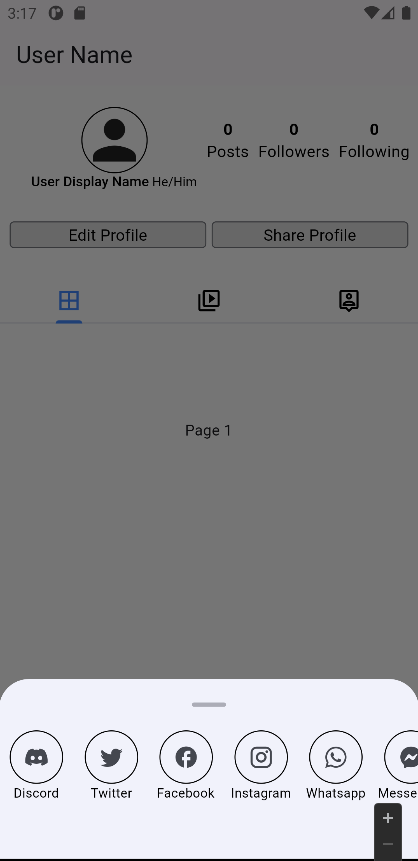 3:17
User Name
0 0 0
Posts Followers Following
User Display Name He/Him
Edit Profile Share Profile
Page 1
Discord Twitter Facebook Instagram Whatsapp Messe
+
−